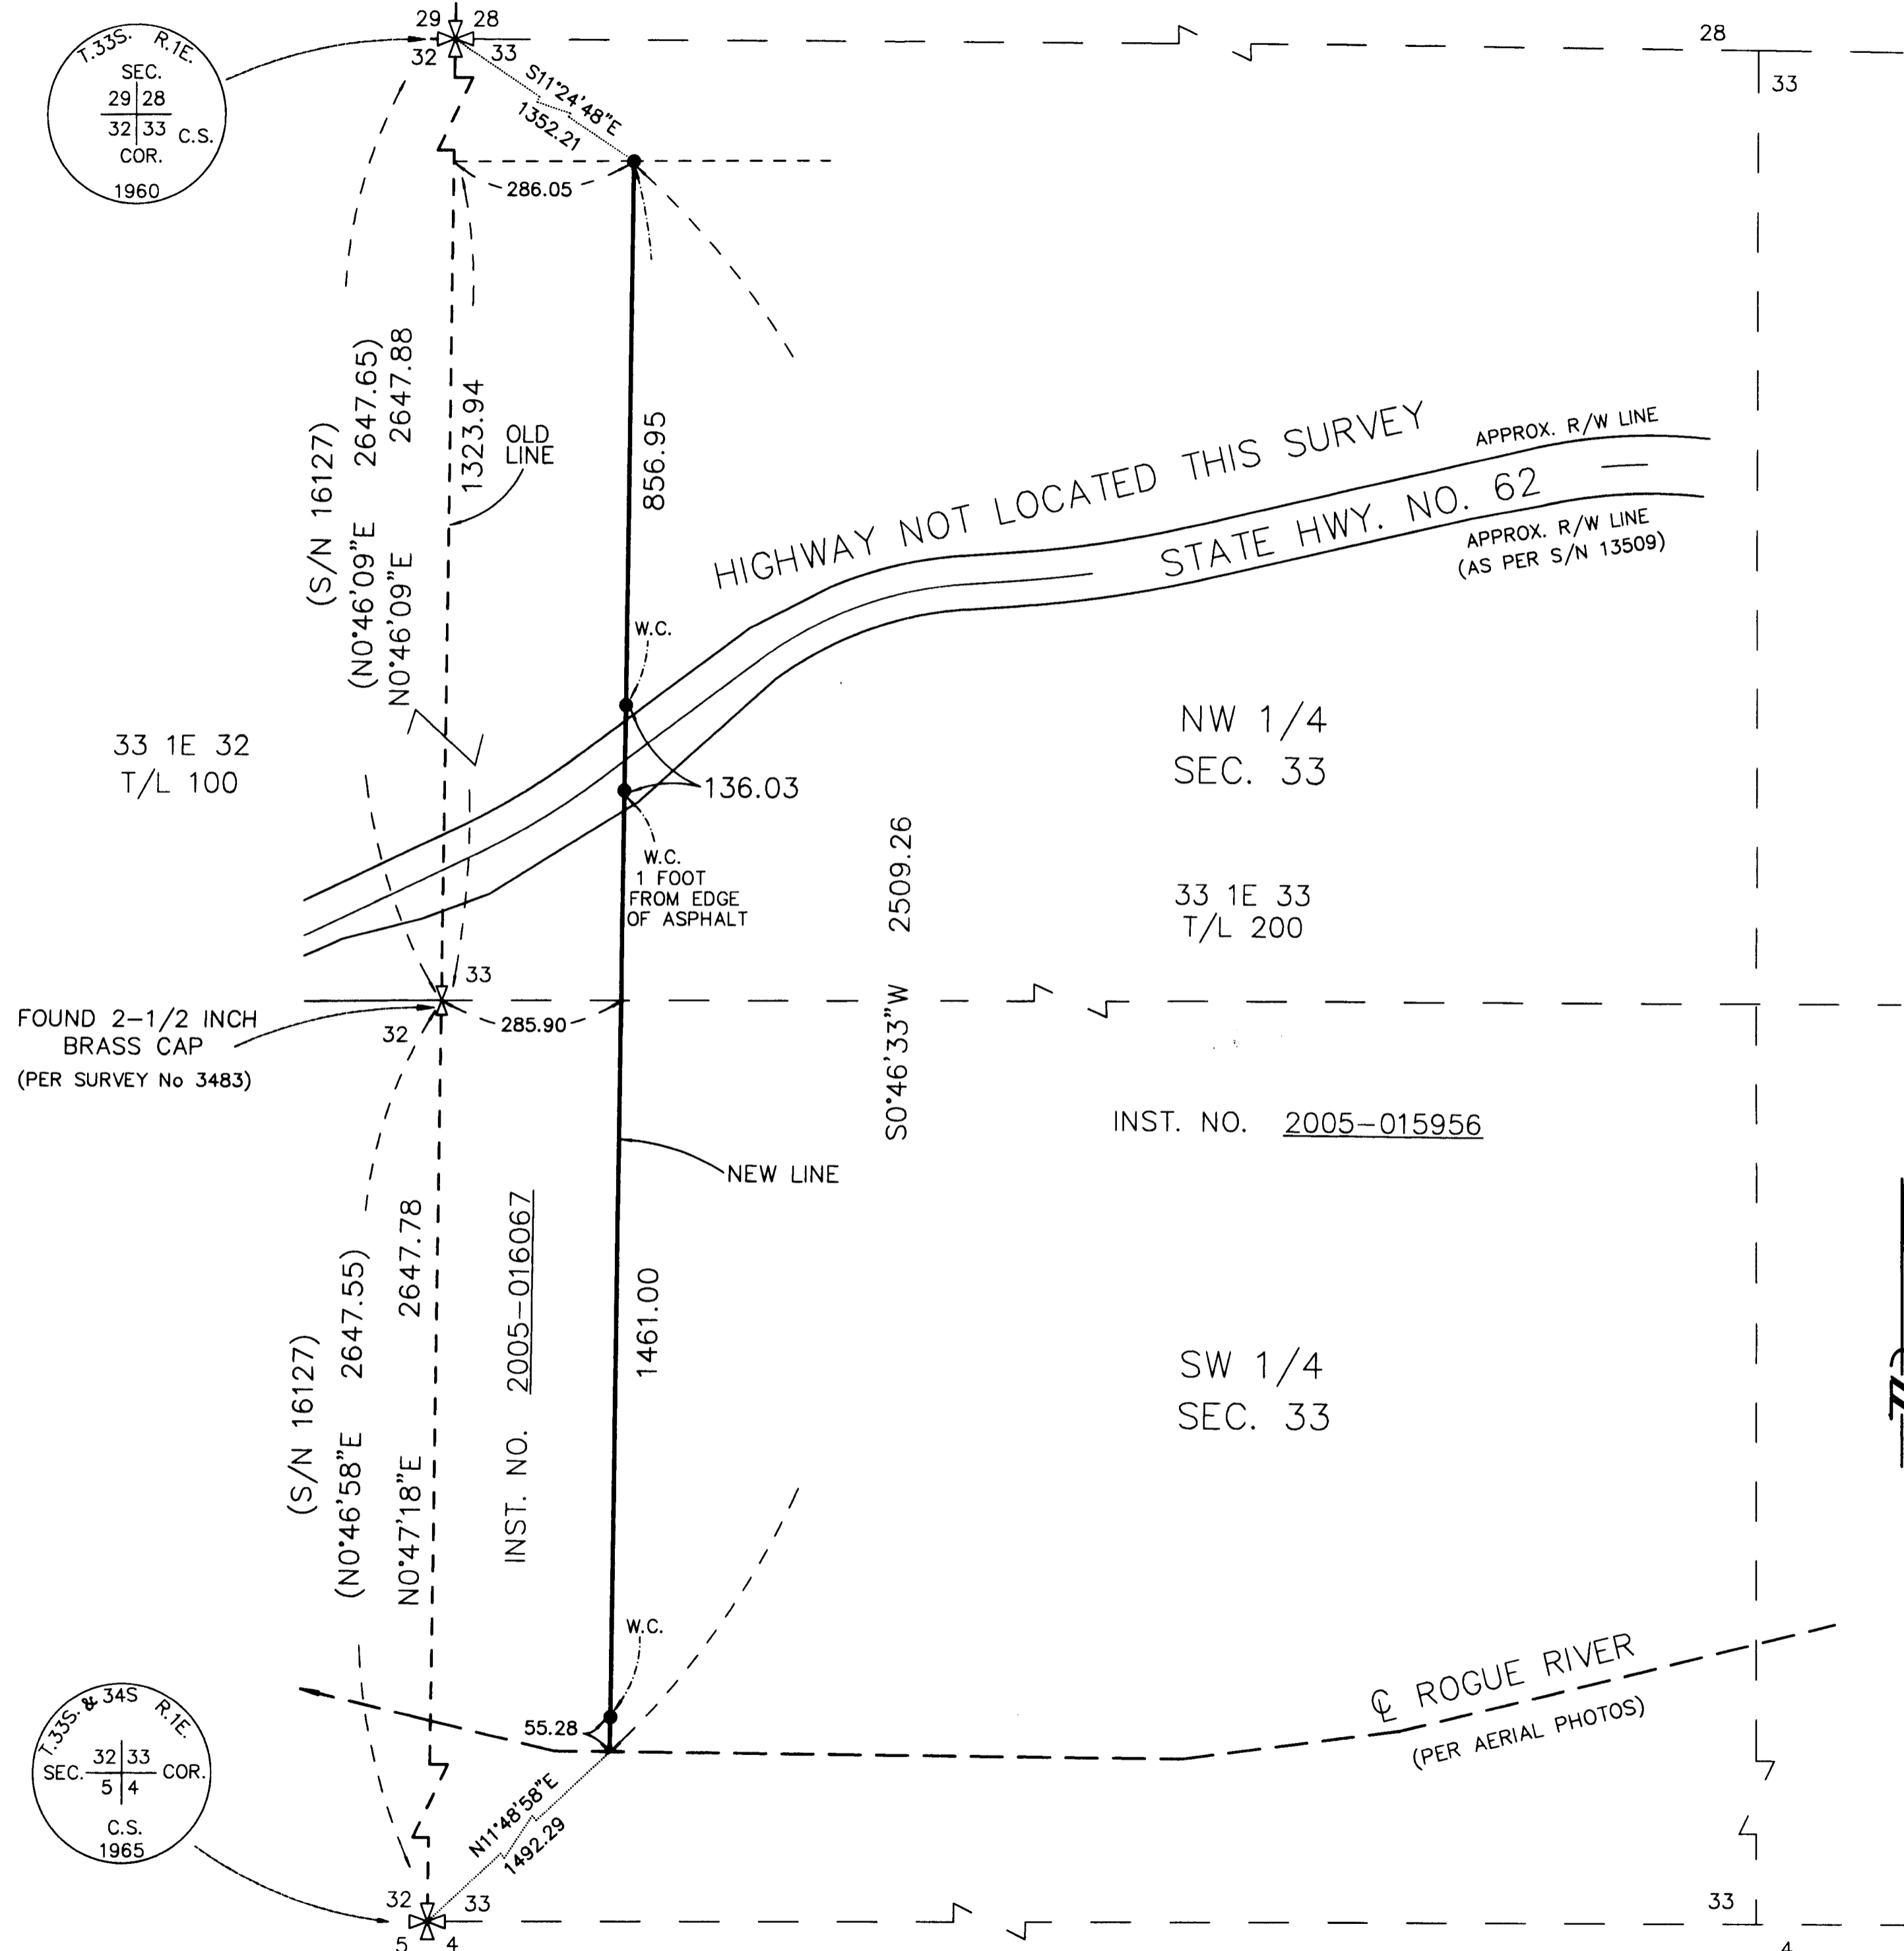 29 28
32 33
T.33S. R.1E.
SEC.
29 28
32 33 C.S.
COR.
1960
S11°24'48"E
1352.21
28
33
286.05
(S/N 16127)
(N0°46'09"E 2647.65)
N0°46'09"E 2647.88
1323.94
OLD
LINE
856.95
HIGHWAY NOT LOCATED THIS SURVEY
APPROX. R/W LINE
STATE HWY. NO. 62
APPROX. R/W LINE
(AS PER S/N 13509)
W.C.
33 1E 32
T/L 100
136.03
W.C.
1 FOOT
FROM EDGE
OF ASPHALT
NW 1/4
SEC. 33
33 1E 33
T/L 200
S0°46'33"W 2509.26
33
32
285.90
FOUND 2-1/2 INCH
BRASS CAP
(PER SURVEY No 3483)
INST. NO. 2005-015956
NEW LINE
(S/N 16127)
(N0°46'58"E 2647.55)
N0°47'18"E 2647.78
INST. NO. 2005-016067
1461.00
SW 1/4
SEC. 33
W.C.
55.28
℄ ROGUE RIVER
(PER AERIAL PHOTOS)
T.33S. & 34S R.1E.
32 33
SEC. COR.
5 4
C.S.
1965
N11°48'58"E
1492.29
32 33
5 4
33
4